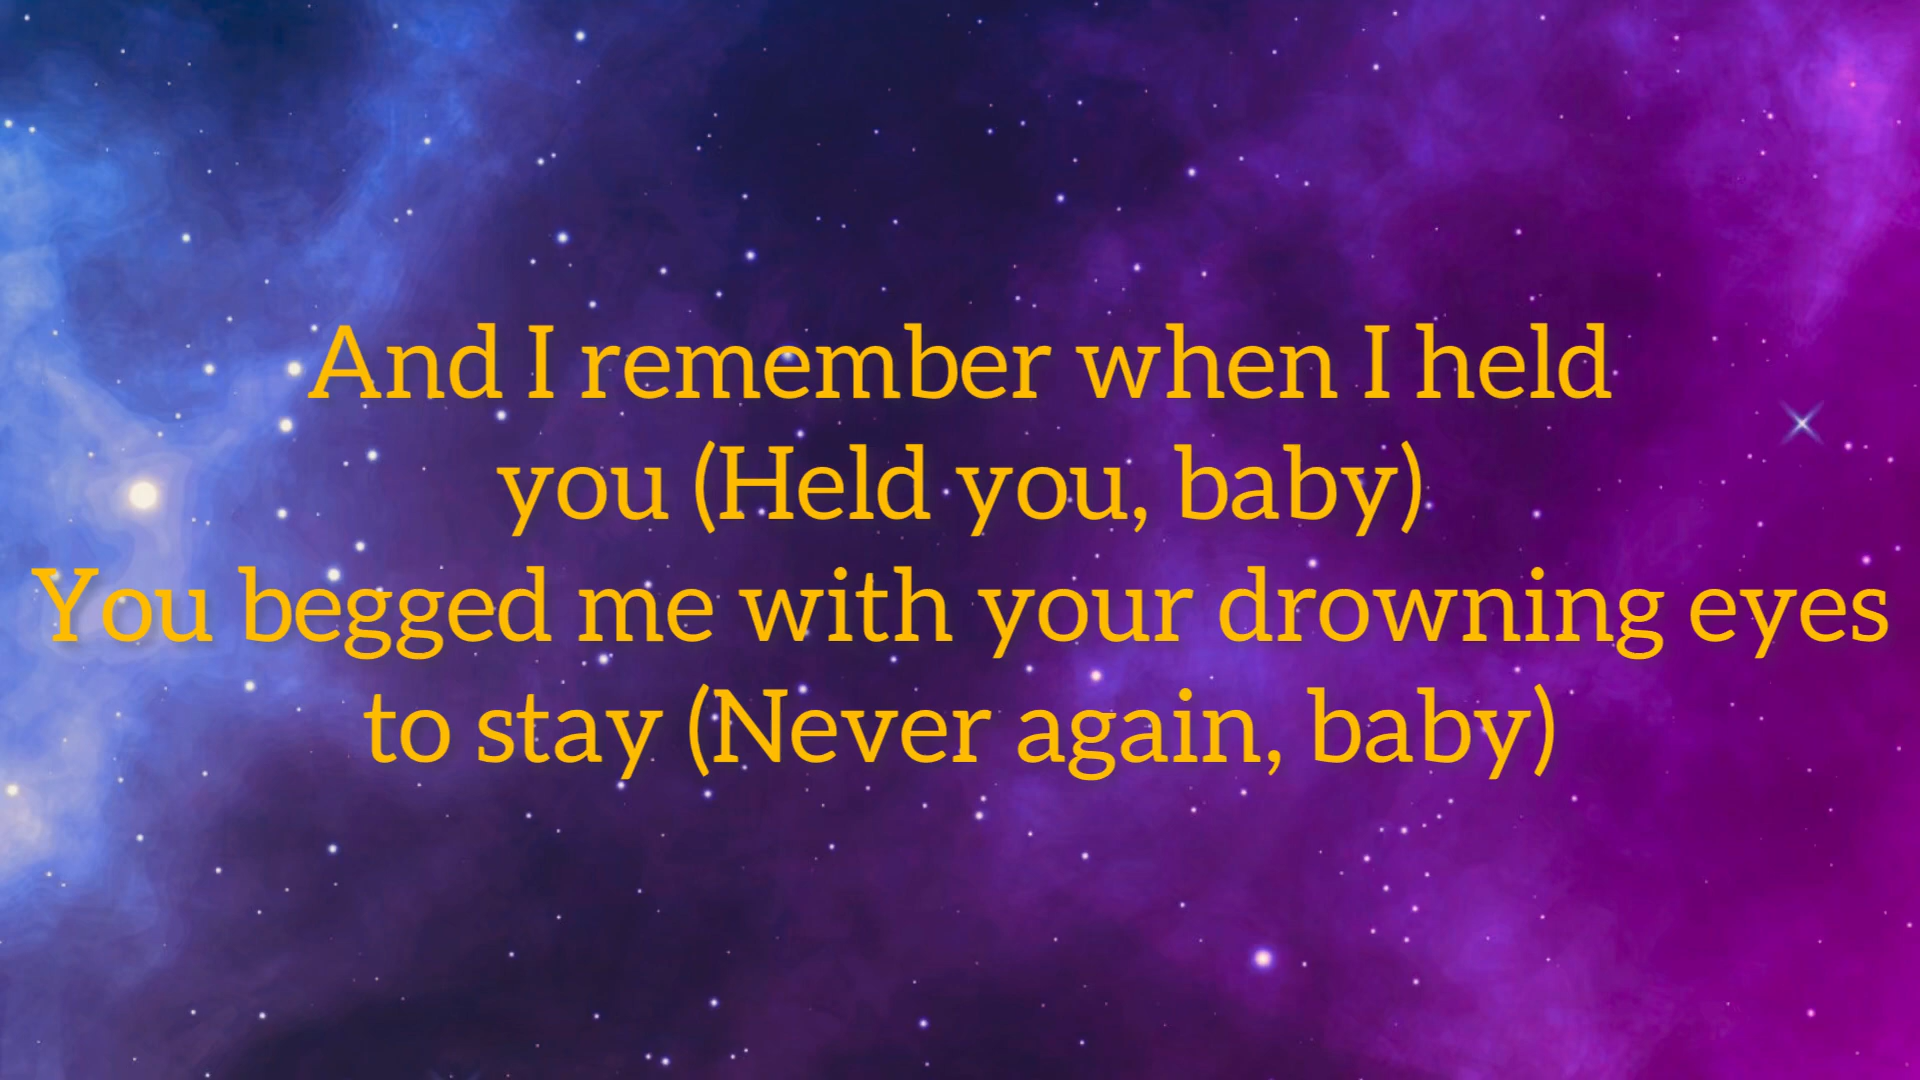 And I remember when I held
you (Held you, baby)
You begged me with your drowning eyes
to stay (Never again, baby)